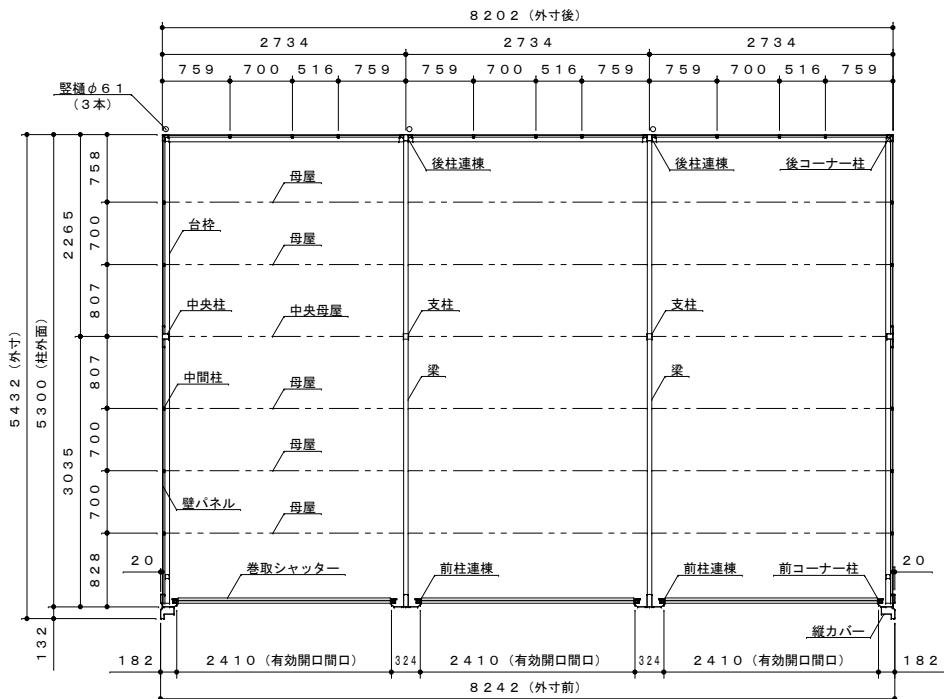 ８２０２（外寸後）
２７３４ ２７３４ ２７３４
７５９ ７００ ５１６ ７５９ ７５９ ７００ ５１６ ７５９ ７５９ ７００ ５１６ ７５９
竪樋φ６１
（３本）
後柱連棟 後柱連棟 後コーナー柱
母屋
台枠
母屋
中央柱 中央母屋 支柱 支柱
中間柱 母屋 梁 梁
母屋
壁パネル 母屋
巻取シャッター 前柱連棟 前柱連棟 前コーナー柱
縦カバー
５４３２（外寸）
５３００（柱外面）
２２６５
３０３５
７５８
７００
８０７
８０７
７００
７００
８２８
１３２
２０ ２０
１８２ ２４１０（有効開口間口） ３２４ ２４１０（有効開口間口） ３２４ ２４１０（有効開口間口） １８２
８２４２（外寸前）